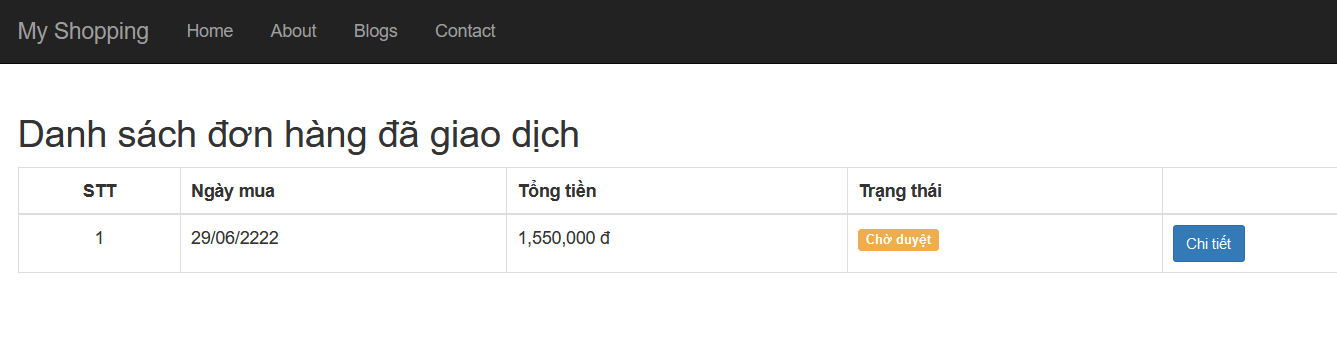 My Shopping Home About Blogs Contact
Danh sách đơn hàng đã giao dịch
STT Ngày mua Tổng tiền Trạng thái
1 29/06/2222 1,550,000 đ Chờ duyệt Chi tiết